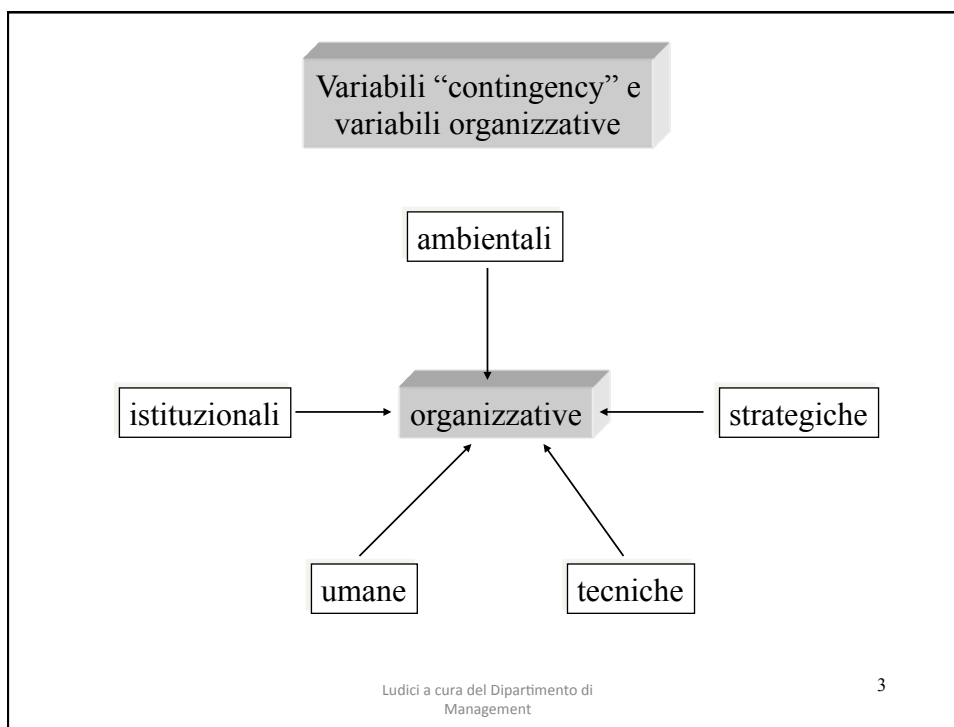 Variabili “contingency” e
variabili organizzative
ambientali
istituzionali
organizzative
strategiche
umane
tecniche
Ludici a cura del Dipartimento di
Management
3